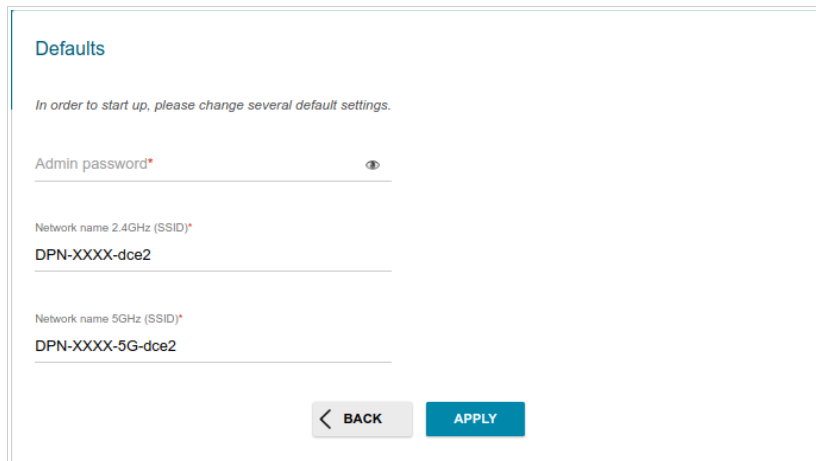 Defaults
In order to start up, please change several default settings.
Admin password*
Network name 2.4GHz (SSID)*
DPN-XXXX-dce2
Network name 5GHz (SSID)*
DPN-XXXX-5G-dce2
BACK APPLY